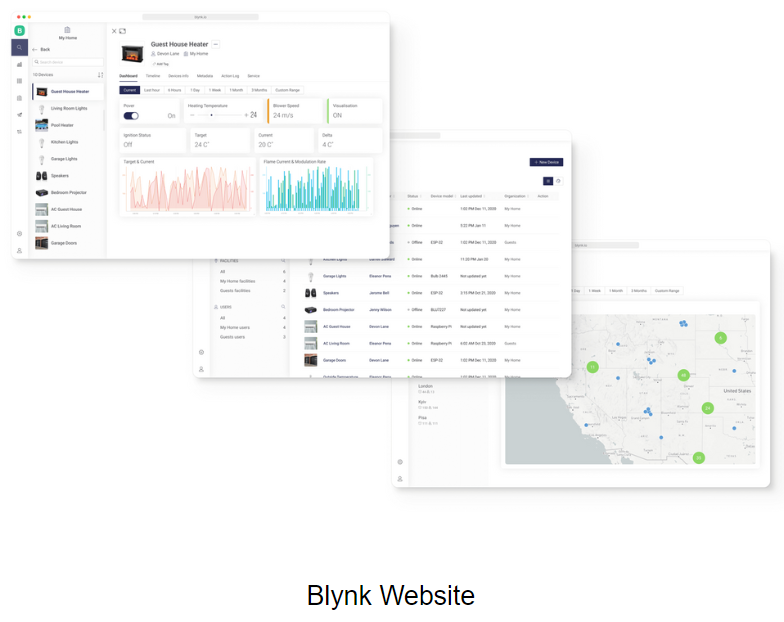 blynk.io
B
My Home
Back
Search device
10 Devices
Guest House Heater
Living Room Lights
Pool Heater
Kitchen Lights
Garage Lights
Speakers
Bedroom Projector
AC Guest House
AC Living Room
Garage Doors
Guest House Heater
Devon Lane My Home
+ Add Tag
Dashboard Timeline Devices Info Metadata Action Log Service
Current Last hour 6 Hours 1 Day 1 Week 1 Month 3 Months Custom Range
Power
On
Heating Temperature
− + 24
Blower Speed
24 m/s
Visualisation
ON
Ignition Status
Off
Target
24 C°
Current
20 C°
Delta
4 C°
Target & Current
Flame Current & Modulation Rate
+ New Device
Status Device model Last updated Organization Action
Online 1:02 PM Dec 11, 2020 My Home
Online 5:23 PM Jan 11 My Home
Offline ESP 02 1:02 PM Dec 11, 2020 Guests
Online 11:30 PM Jan 20 My Home
Garage Lights Eleanor Pena Online Bulb 2465 Not updated yet My Home
Speakers Jerome Bell Online ESP 02 3:15 PM Oct 21, 2020 My Home
Bedroom Projector Jenny Wilson Offline Not updated yet My Home
AC Guest House Devon Lane Online Raspberry Pi Not updated yet My Home
AC Living Room Eleanor Pena Online Raspberry Pi 6:02 AM Oct 20, 2020 Guests
Garage Doors Devon Lane Online ESP 02 1:02 PM Dec 11, 2020 My Home
FACILITIES
All 4
My Home facilities 4
Guests facilities 2
USERS
All 4
My Home users 4
Guests users 2
Day 1 Week 1 Month 3 Months Custom Range
London
Kyiv
Pisa
United States
Blynk Website